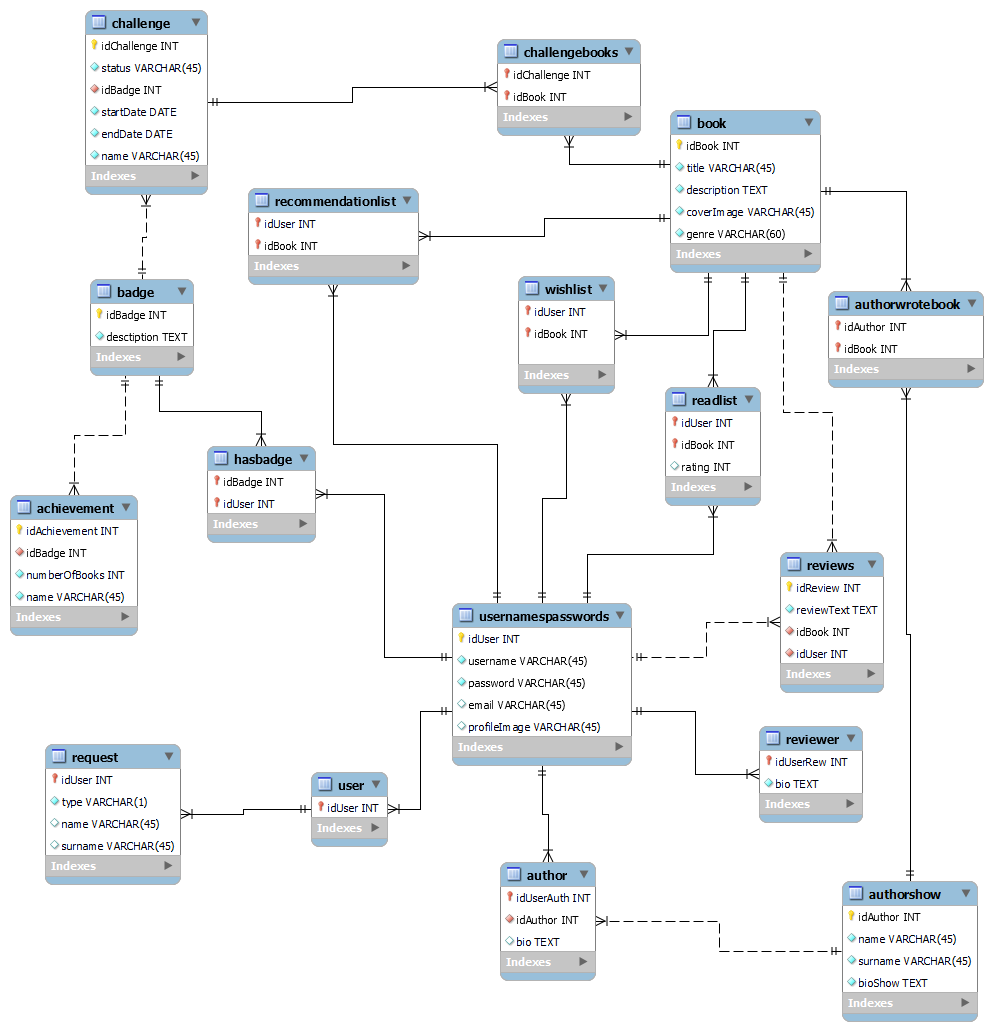 challenge
idChallenge INT
status VARCHAR(45)
idBadge INT
startDate DATE
endDate DATE
name VARCHAR(45)
Indexes
challengebooks
idChallenge INT
idBook INT
Indexes
book
idBook INT
title VARCHAR(45)
description TEXT
coverImage VARCHAR(45)
genre VARCHAR(60)
Indexes
recommendationlist
idUser INT
idBook INT
Indexes
badge
idBadge INT
desctiption TEXT
Indexes
wishlist
idUser INT
idBook INT
Indexes
authorwrotebook
idAuthor INT
idBook INT
Indexes
readlist
idUser INT
idBook INT
rating INT
Indexes
hasbadge
idBadge INT
idUser INT
Indexes
achievement
idAchievement INT
idBadge INT
numberOfBooks INT
name VARCHAR(45)
Indexes
reviews
idReview INT
reviewText TEXT
idBook INT
idUser INT
Indexes
usernamespasswords
idUser INT
username VARCHAR(45)
password VARCHAR(45)
email VARCHAR(45)
profileImage VARCHAR(45)
Indexes
reviewer
idUserRew INT
bio TEXT
Indexes
request
idUser INT
type VARCHAR(1)
name VARCHAR(45)
surname VARCHAR(45)
Indexes
user
idUser INT
Indexes
author
idUserAuth INT
idAuthor INT
bio TEXT
Indexes
authorshow
idAuthor INT
name VARCHAR(45)
surname VARCHAR(45)
bioShow TEXT
Indexes